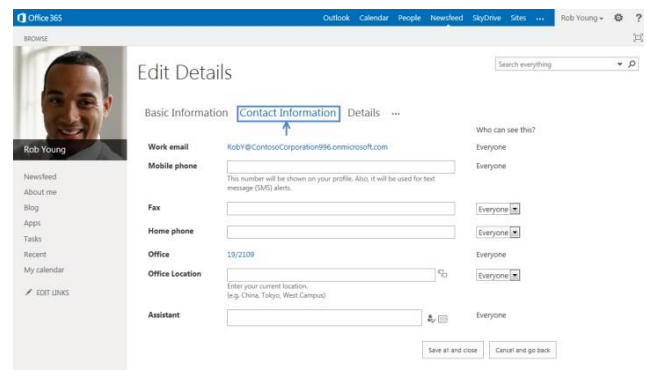 Office 365 Outlook Calendar People Newsfeed SkyDrive Sites ... Rob Young ?
BROWSE
Edit Details
Search everything
Basic Information Contact Information Details ...
Who can see this?
Rob Young
Work email RobY@ContosoCorporation996.onmicrosoft.com Everyone
Mobile phone Everyone
This number will be shown on your profile. Also, it will be used for text
message (SMS) alerts.
Newsfeed
About me
Blog
Apps
Tasks
Recent
My calendar
EDIT LINKS
Fax Everyone
Home phone Everyone
Office 19/2109 Everyone
Office Location Everyone
Enter your current location.
(e.g. China, Tokyo, West Campus)
Assistant Everyone
Save all and close Cancel and go back